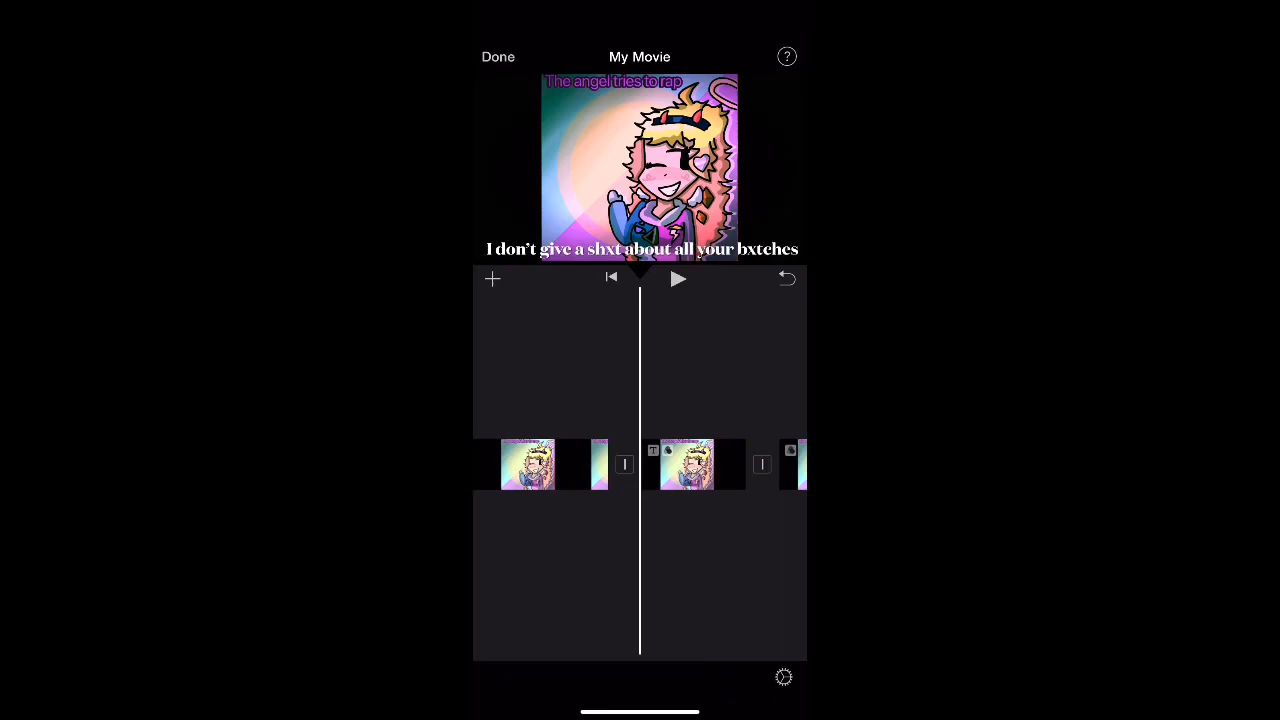 Done
My Movie
?
The angel tries to rap
I don't give a shxt about all your bxtches
T